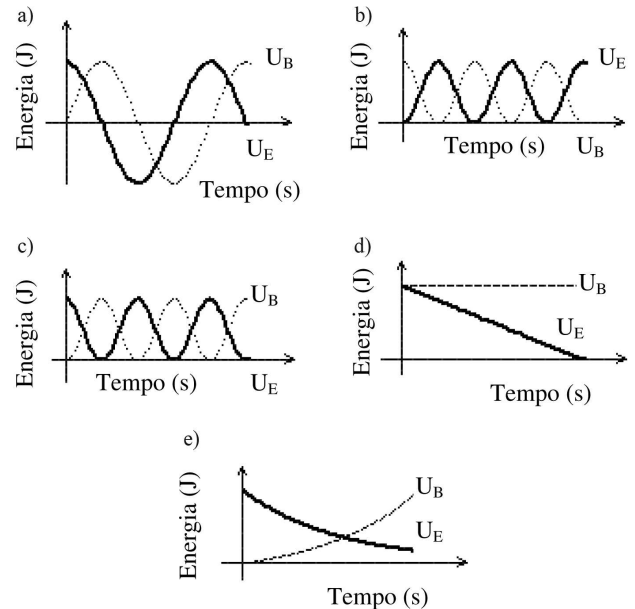 a)
Energia (J)
U_B
U_E
Tempo (s)
b)
Energia (J)
U_E
Tempo (s)
U_B
c)
Energia (J)
U_B
Tempo (s)
U_E
d)
Energia (J)
U_B
U_E
Tempo (s)
e)
Energia (J)
U_B
U_E
Tempo (s)